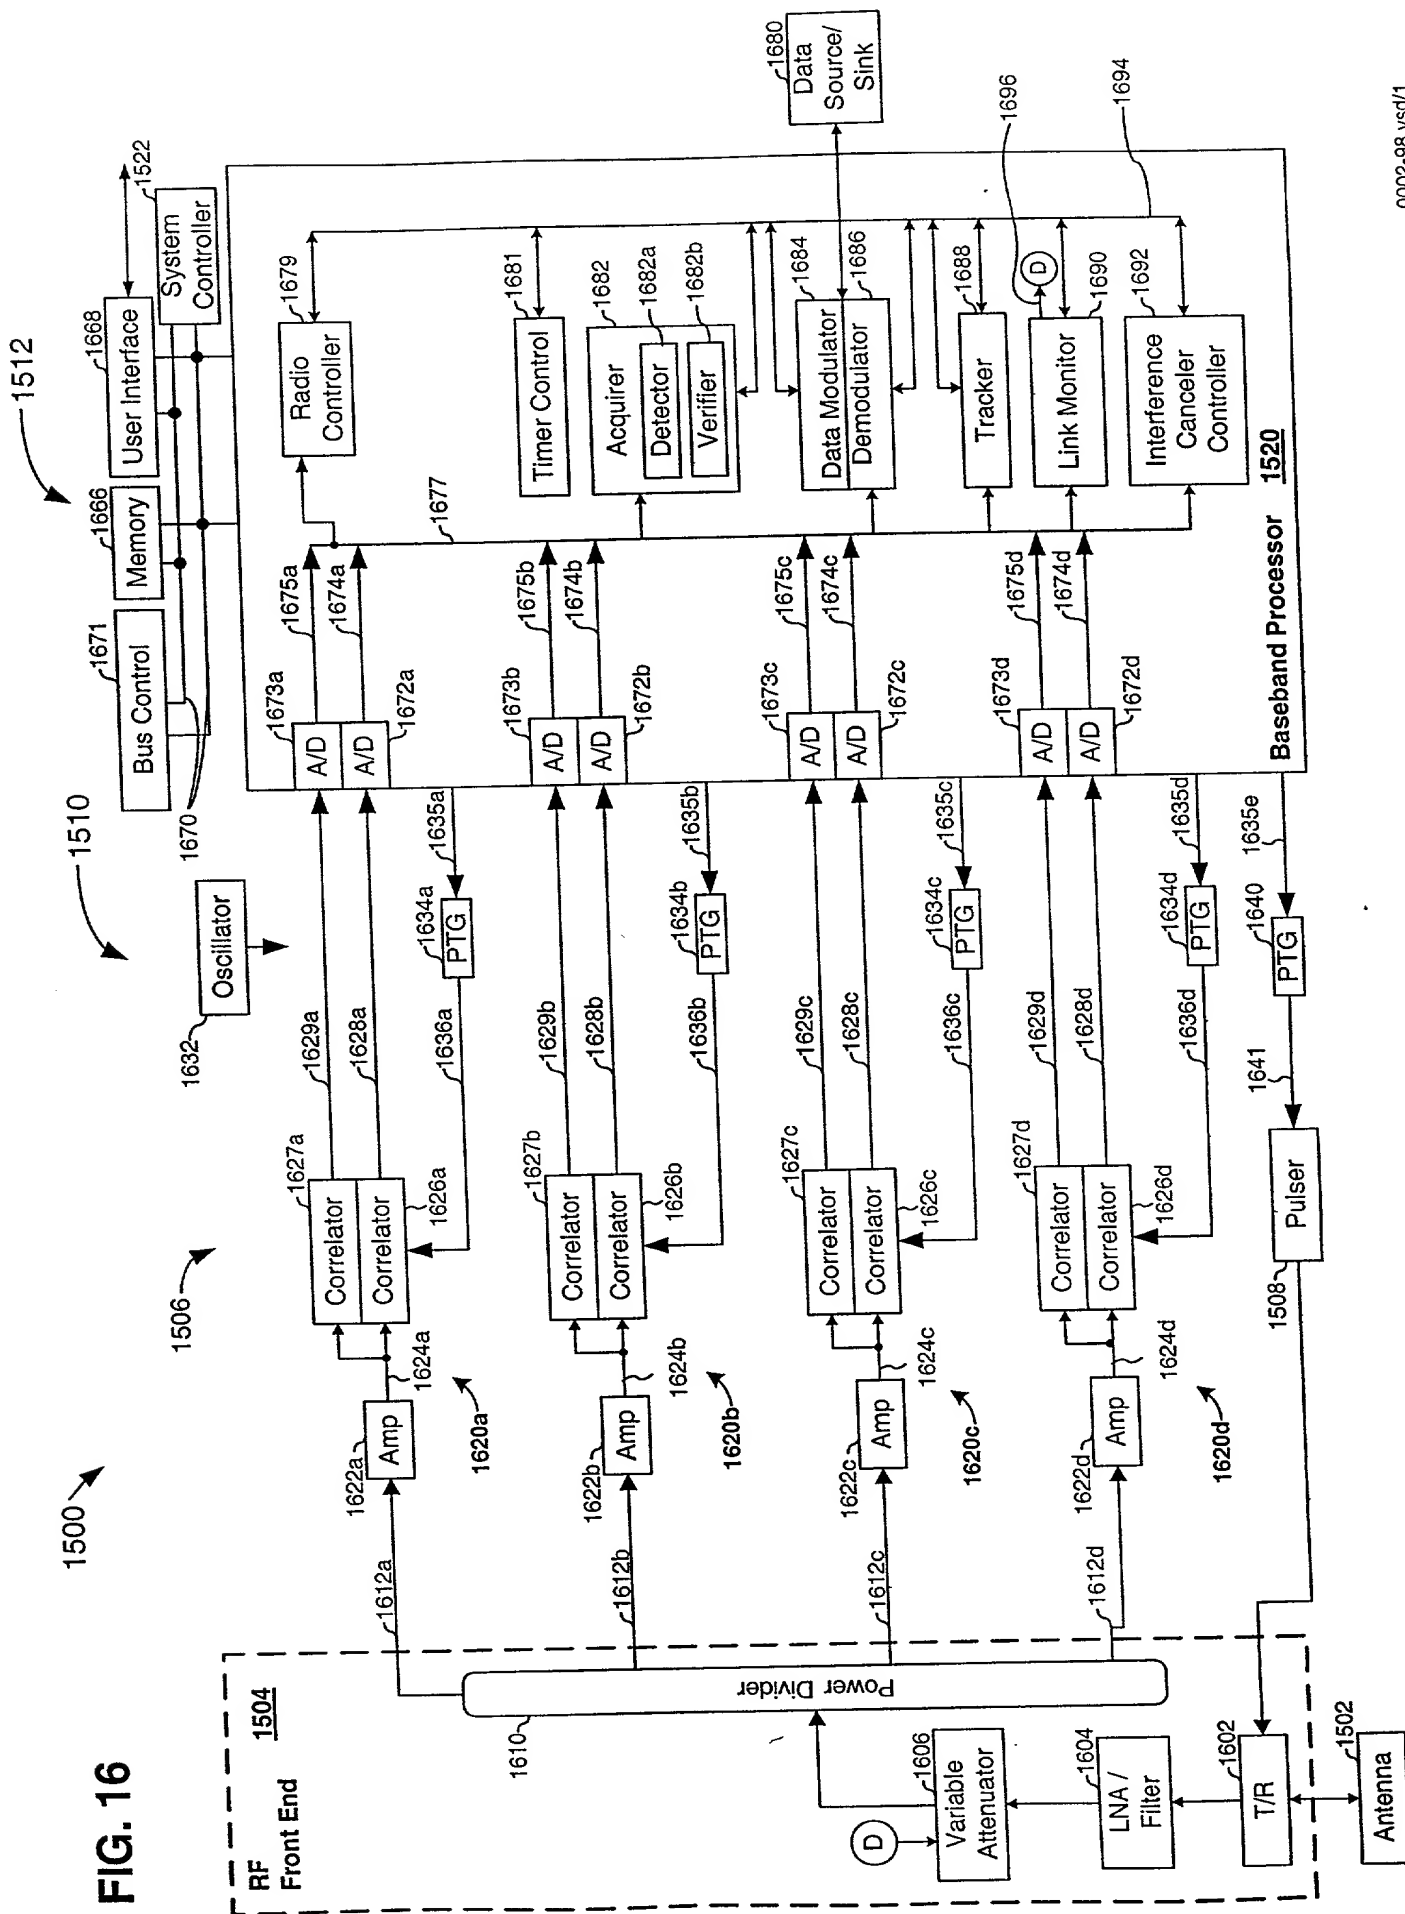 FIG. 16
1500
1506
1510
1512
RF
Front End
1504
1610
Power Divider
D
1606
Variable
Attenuator
1604
LNA /
Filter
1602
T/R
1502
Antenna
1612a
1612b
1612c
1612d
1622a
Amp
1624a
1620a
1622b
Amp
1624b
1620b
1622c
Amp
1624c
1620c
1622d
Amp
1624d
1620d
1508
Pulser
1627a
Correlator
Correlator
1626a
1627b
Correlator
Correlator
1626b
1627c
Correlator
Correlator
1626c
1627d
Correlator
Correlator
1626d
1632
Oscillator
1629a
1628a
1636a
1634a
PTG
1635a
1629b
1628b
1636b
1634b
PTG
1635b
1629c
1628c
1636c
1634c
PTG
1635c
1629d
1628d
1636d
1634d
PTG
1635d
1641
1640
PTG
1635e
1670
1671
Bus Control
1666
Memory
1668
User Interface
1522
System
Controller
1673a
A/D
A/D
1672a
1675a
1674a
1673b
A/D
A/D
1672b
1675b
1674b
1673c
A/D
A/D
1672c
1675c
1674c
1673d
A/D
A/D
1672d
1675d
1674d
1677
1679
Radio
Controller
1681
Timer Control
1682
Acquirer
1682a
Detector
1682b
Verifier
1684
Data Modulator
Demodulator
1686
1688
Tracker
1696
D
1690
Link Monitor
1692
Interference
Canceler
Controller
1694
1680
Data
Source/
Sink
Baseband Processor 1520
0002-98.vsd/1